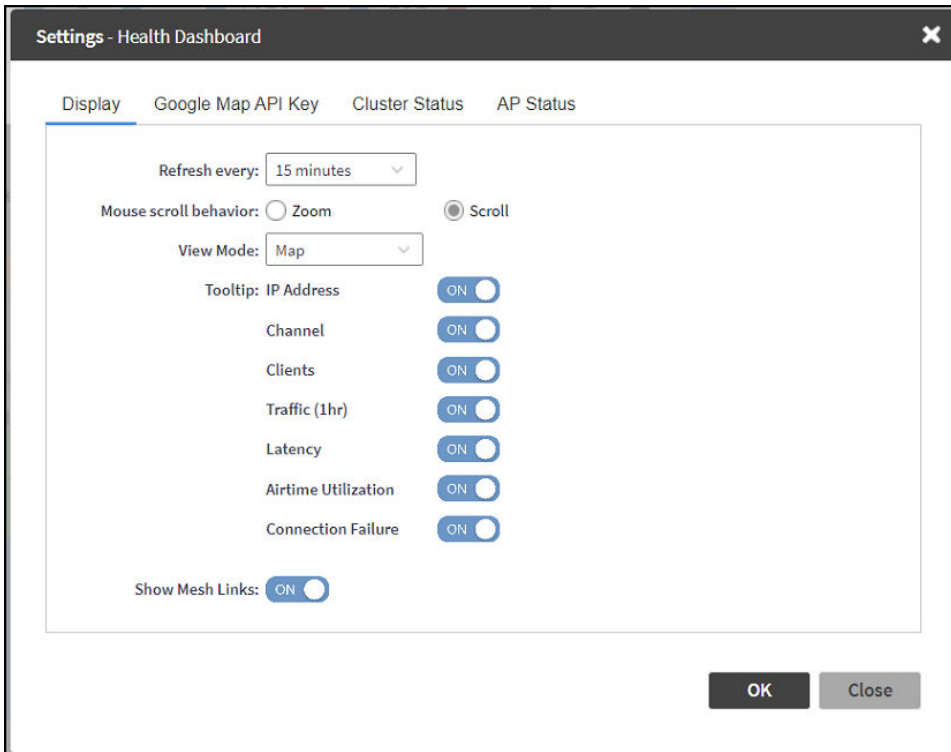 Settings - Health Dashboard
Display Google Map API Key Cluster Status AP Status
Refresh every: 15 minutes
Mouse scroll behavior: Zoom Scroll
View Mode: Map
Tooltip: IP Address ON
Channel ON
Clients ON
Traffic (1hr) ON
Latency ON
Airtime Utilization ON
Connection Failure ON
Show Mesh Links: ON
OK Close